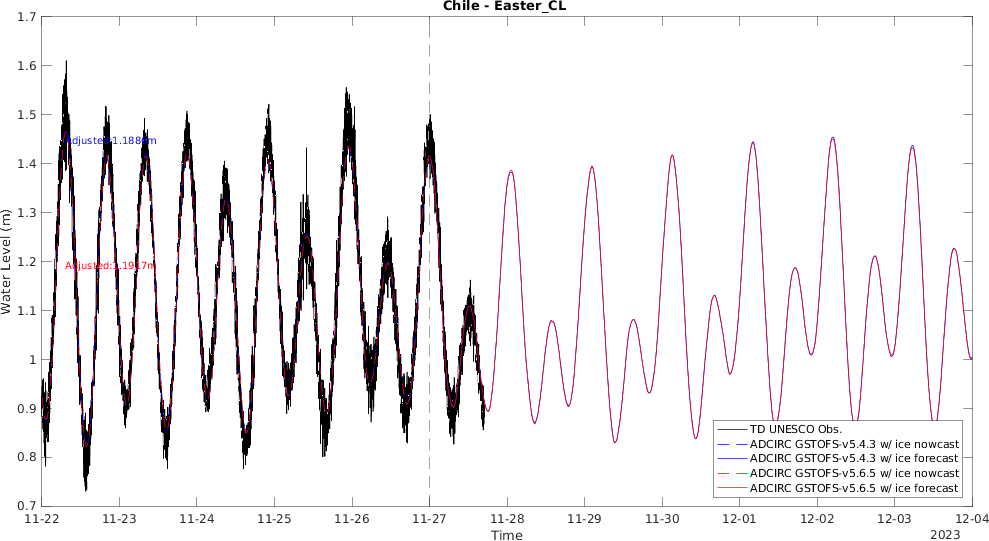 Chile - Easter_CL
1.7
1.6
1.5
1.4
1.3
1.2
1.1
1
0.9
0.8
0.7
Water Level (m)
Adjusted:1.1917m
TD UNESCO Obs.
ADCIRC GSTOFS-v5.4.3 w/ ice nowcast
ADCIRC GSTOFS-v5.4.3 w/ ice forecast
ADCIRC GSTOFS-v5.6.5 w/ ice nowcast
ADCIRC GSTOFS-v5.6.5 w/ ice forecast
11-22 11-23 11-24 11-25 11-26 11-27 11-28 11-29 11-30 12-01 12-02 12-03 12-04
Time
2023